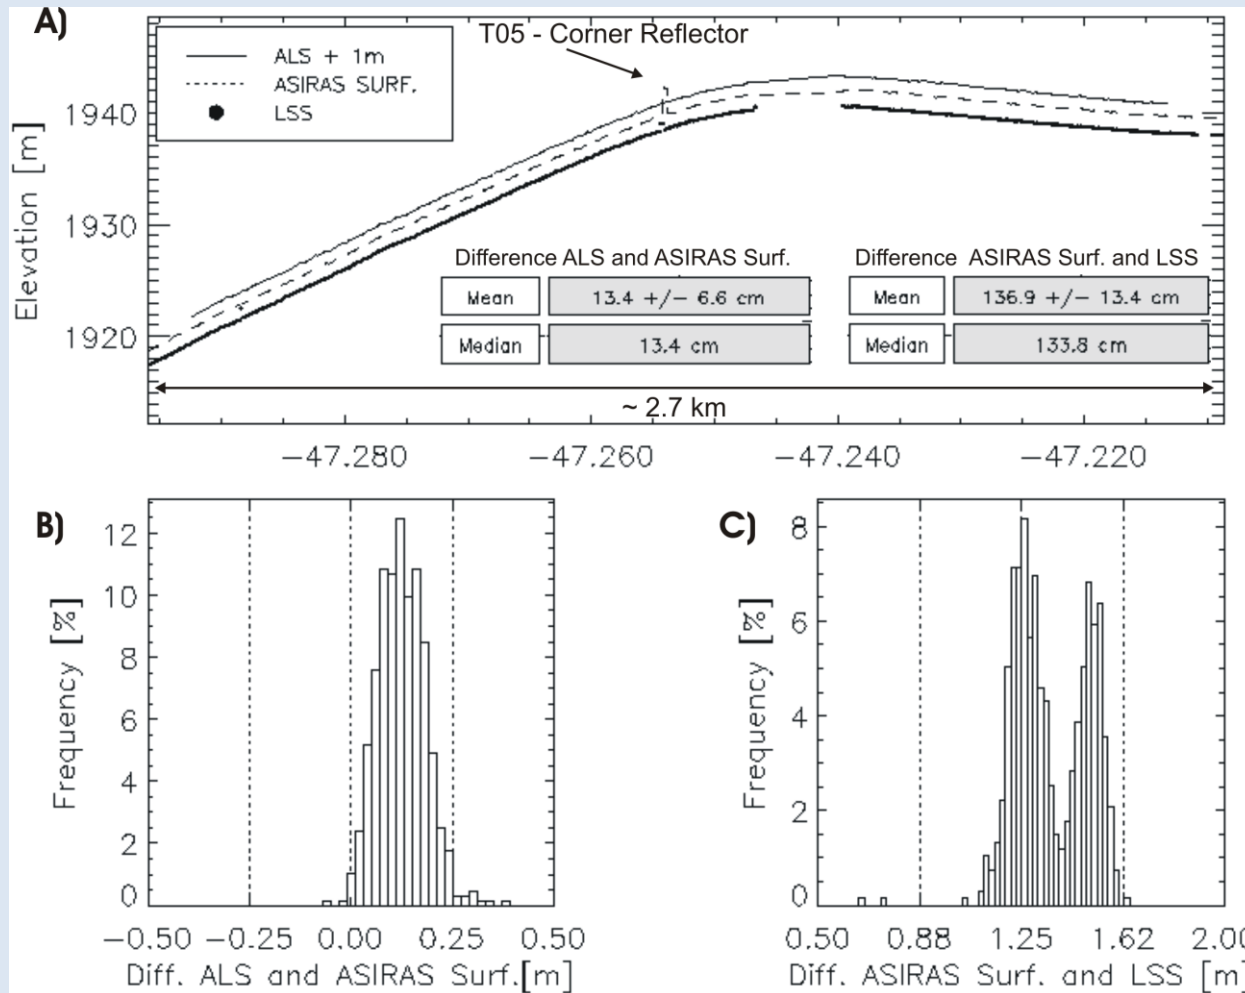 A)
T05 - Corner Reflector
ALS + 1m
ASIRAS SURF.
LSS
Elevation [m]
1940
1930
1920
Difference ALS and ASIRAS Surf.
Mean
13.4 +/- 6.6 cm
Median
13.4 cm
Difference ASIRAS Surf. and LSS
Mean
136.9 +/- 13.4 cm
Median
133.8 cm
~ 2.7 km
-47.280 -47.260 -47.240 -47.220
B)
Frequency [%]
12
10
8
6
4
2
0
-0.50 -0.25 0.00 0.25 0.50
Diff. ALS and ASIRAS Surf.[m]
C)
Frequency [%]
8
6
4
2
0
0.50 0.88 1.25 1.62 2.00
Diff. ASIRAS Surf. and LSS [m]